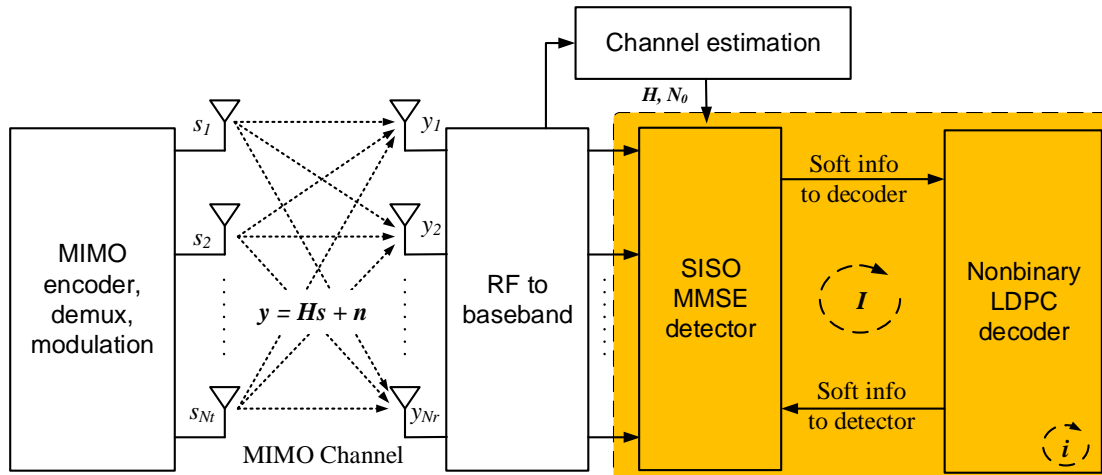 Channel estimation
H, N0
s1
s2
sNt
y1
y2
yNr
MIMO
encoder,
demux,
modulation
y = Hs + n
MIMO Channel
RF to
baseband
SISO
MMSE
detector
Soft info
to decoder
I
Soft info
to detector
Nonbinary
LDPC
decoder
i